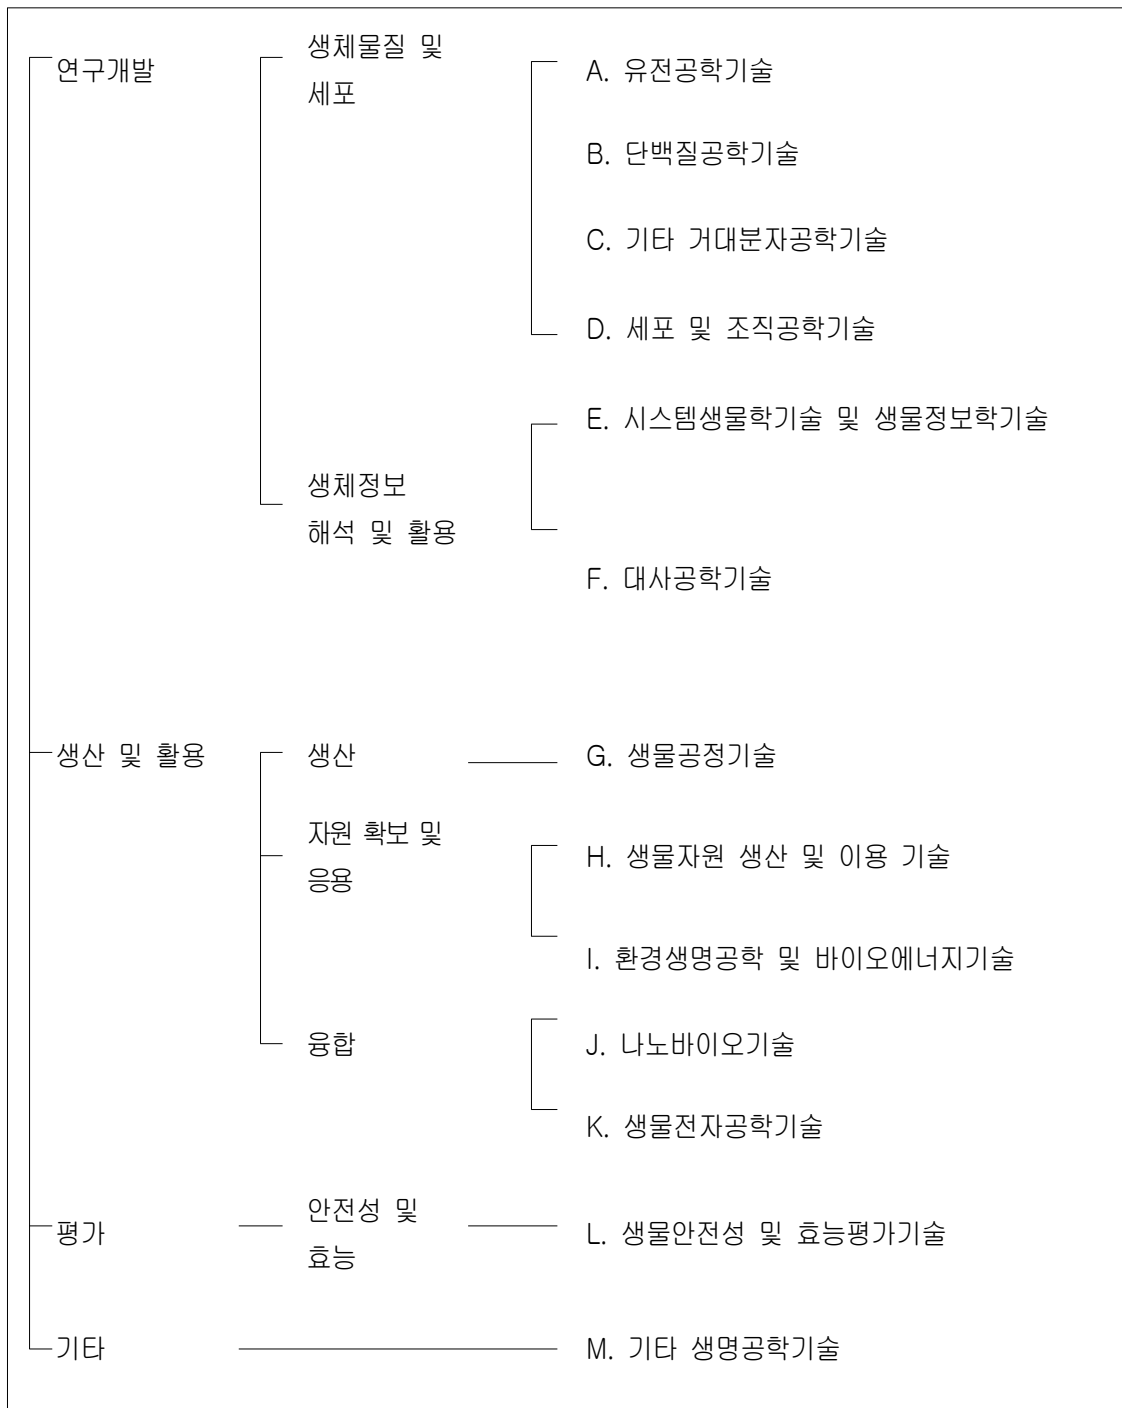 연구개발
생체물질 및
세포
A. 유전공학기술
B. 단백질공학기술
C. 기타 거대분자공학기술
D. 세포 및 조직공학기술
생체정보
해석 및 활용
E. 시스템생물학기술 및 생물정보학기술
F. 대사공학기술
생산 및 활용
생산
G. 생물공정기술
자원 확보 및
응용
H. 생물자원 생산 및 이용 기술
I. 환경생명공학 및 바이오에너지기술
융합
J. 나노바이오기술
K. 생물전자공학기술
평가
안전성 및
효능
L. 생물안전성 및 효능평가기술
기타
M. 기타 생명공학기술